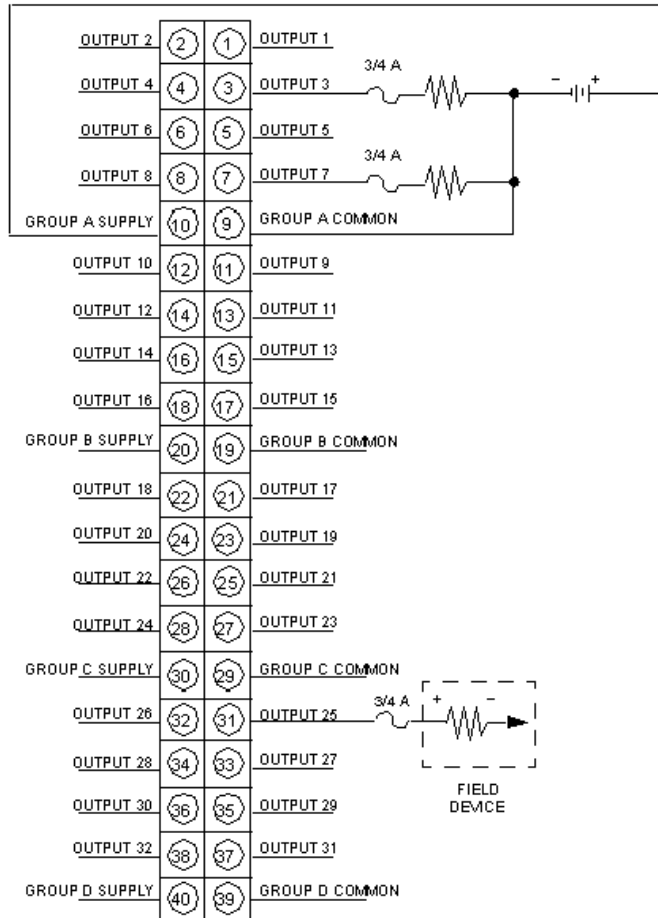 OUTPUT 2 2 1 OUTPUT 1
3/4 A
- +
OUTPUT 4 4 3 OUTPUT 3
OUTPUT 6 6 5 OUTPUT 5
3/4 A
OUTPUT 8 8 7 OUTPUT 7
GROUP A SUPPLY 10 9 GROUP A COMMON
OUTPUT 10 12 11 OUTPUT 9
OUTPUT 12 14 13 OUTPUT 11
OUTPUT 14 16 15 OUTPUT 13
OUTPUT 16 18 17 OUTPUT 15
GROUP B SUPPLY 20 19 GROUP B COMMON
OUTPUT 18 22 21 OUTPUT 17
OUTPUT 20 24 23 OUTPUT 19
OUTPUT 22 26 25 OUTPUT 21
OUTPUT 24 28 27 OUTPUT 23
GROUP C SUPPLY 30 29 GROUP C COMMON
3/4 A + -
OUTPUT 26 32 31 OUTPUT 25
OUTPUT 28 34 33 OUTPUT 27
FIELD
DEVICE
OUTPUT 30 36 35 OUTPUT 29
OUTPUT 32 38 37 OUTPUT 31
GROUP D SUPPLY 40 39 GROUP D COMMON